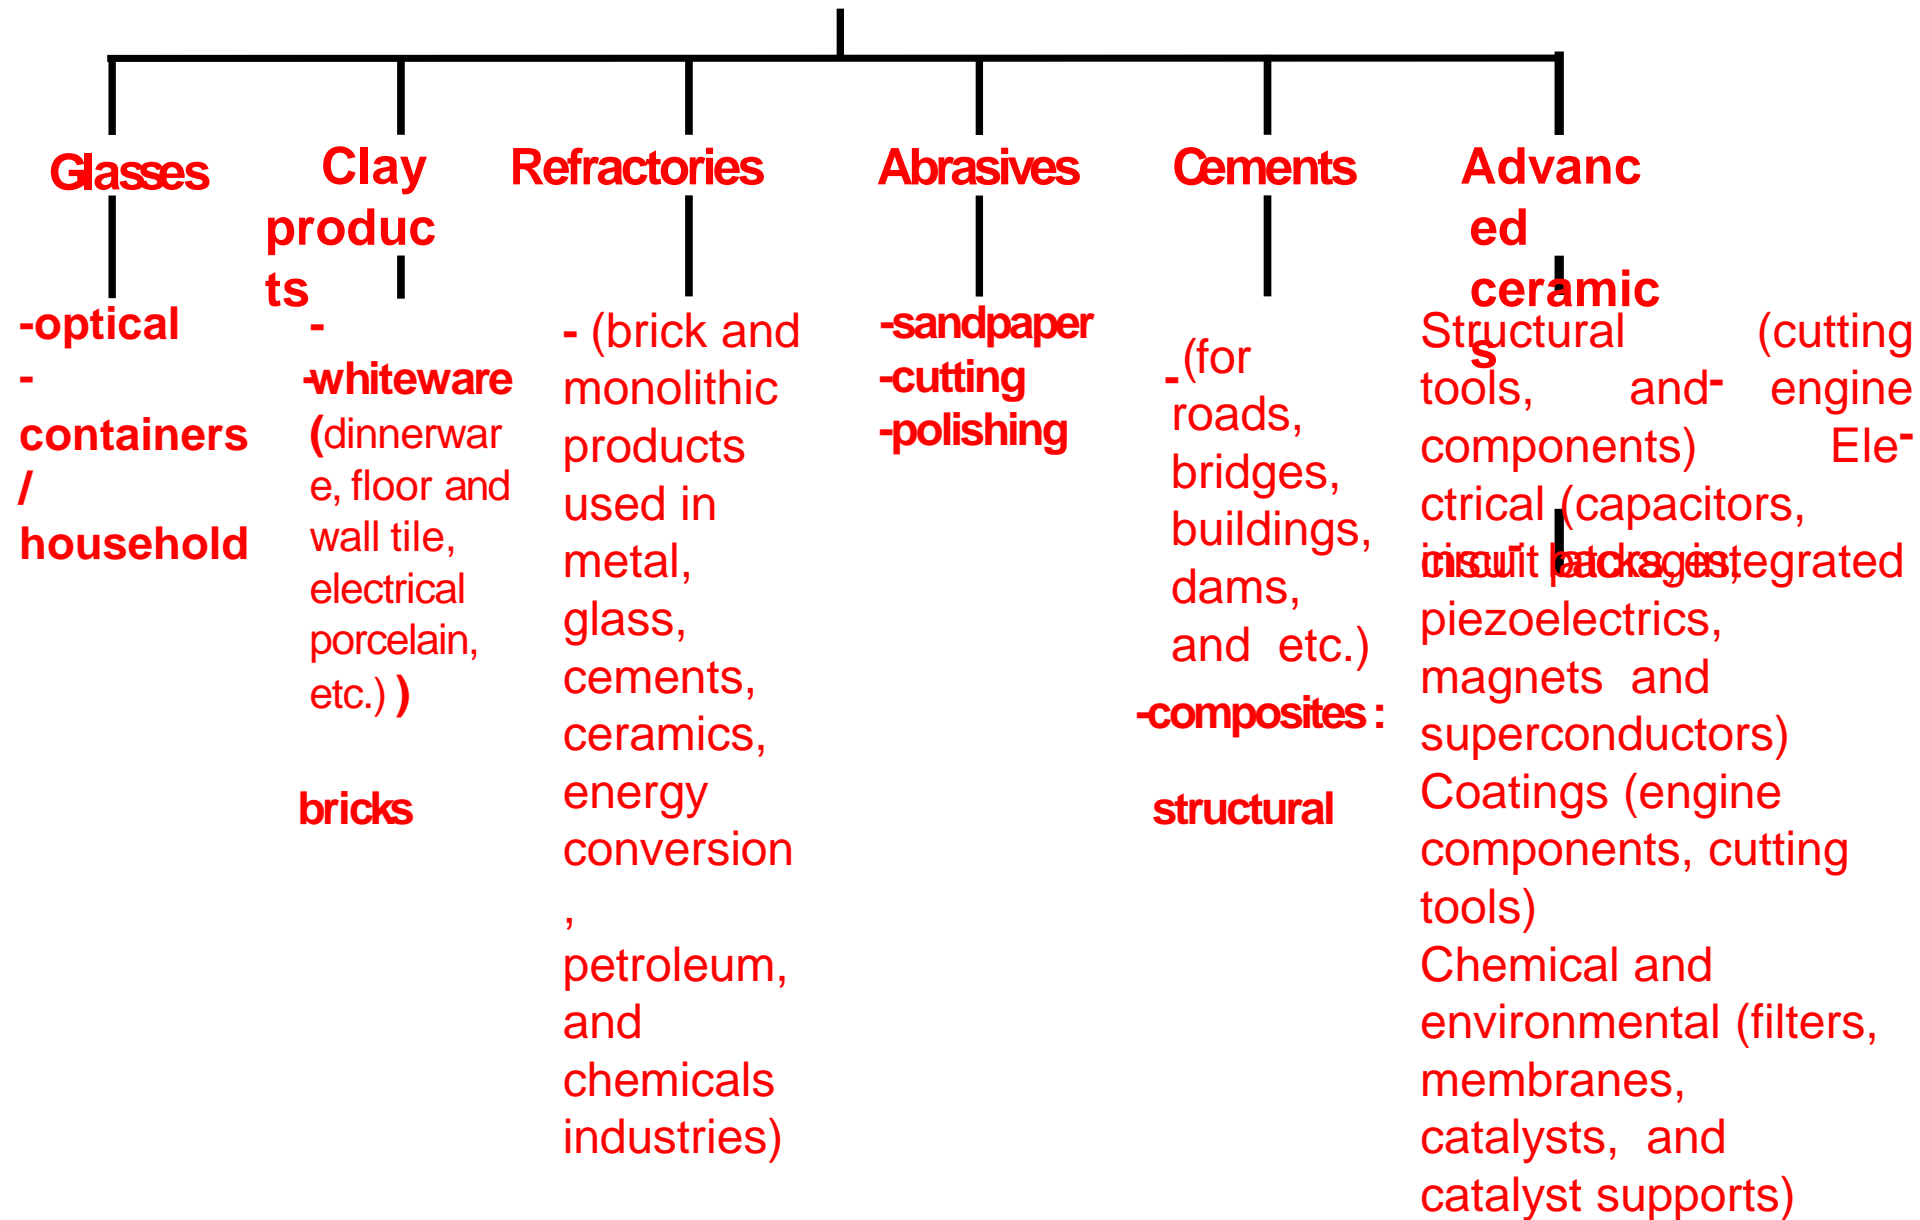 Glasses
Clay
produc
ts
Refractories
Abrasives
Cements
Advanc
ed
ceramic
s
-optical
-
containers
/
household
-
-whiteware
(dinnerwar
e, floor and
wall tile,
electrical
porcelain,
etc.) )
bricks
- (brick and
monolithic
products
used in
metal,
glass,
cements,
ceramics,
energy
conversion
,
petroleum,
and
chemicals
industries)
-sandpaper
-cutting
-polishing
- (for
roads,
bridges,
buildings,
dams,
and etc.)
-composites :
structural
Structural (cutting
tools, and- engine
components) Ele-
ctrical (capacitors,
integrated
piezoelectrics,
magnets and
superconductors)
Coatings (engine
components, cutting
tools)
Chemical and
environmental (filters,
membranes,
catalysts, and
catalyst supports)